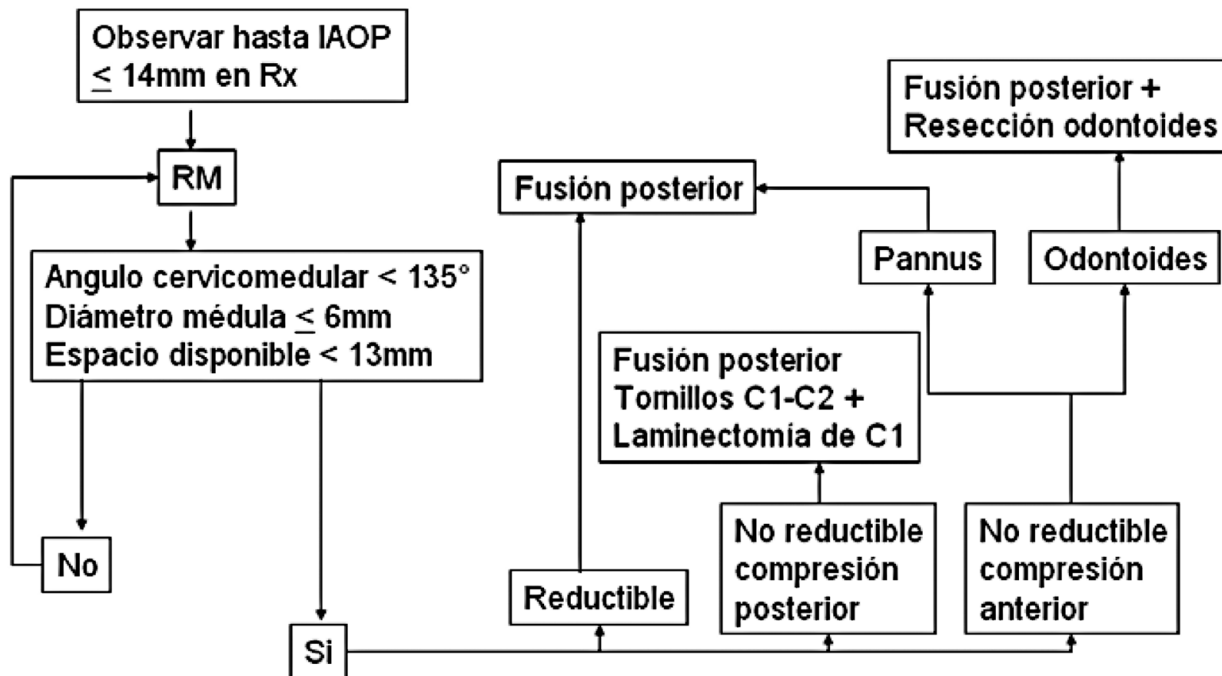 Observar hasta IAOP
≤ 14mm en Rx
RM
Angulo cervicomedular < 135°
Diámetro médula ≤ 6mm
Espacio disponible < 13mm
No
Si
Fusión posterior
Reductible
Fusión posterior
Tornillos C1-C2 +
Laminectomía de C1
No reductible
compresión
posterior
Fusión posterior +
Resección odontoides
Pannus
Odontoides
No reductible
compresión
anterior